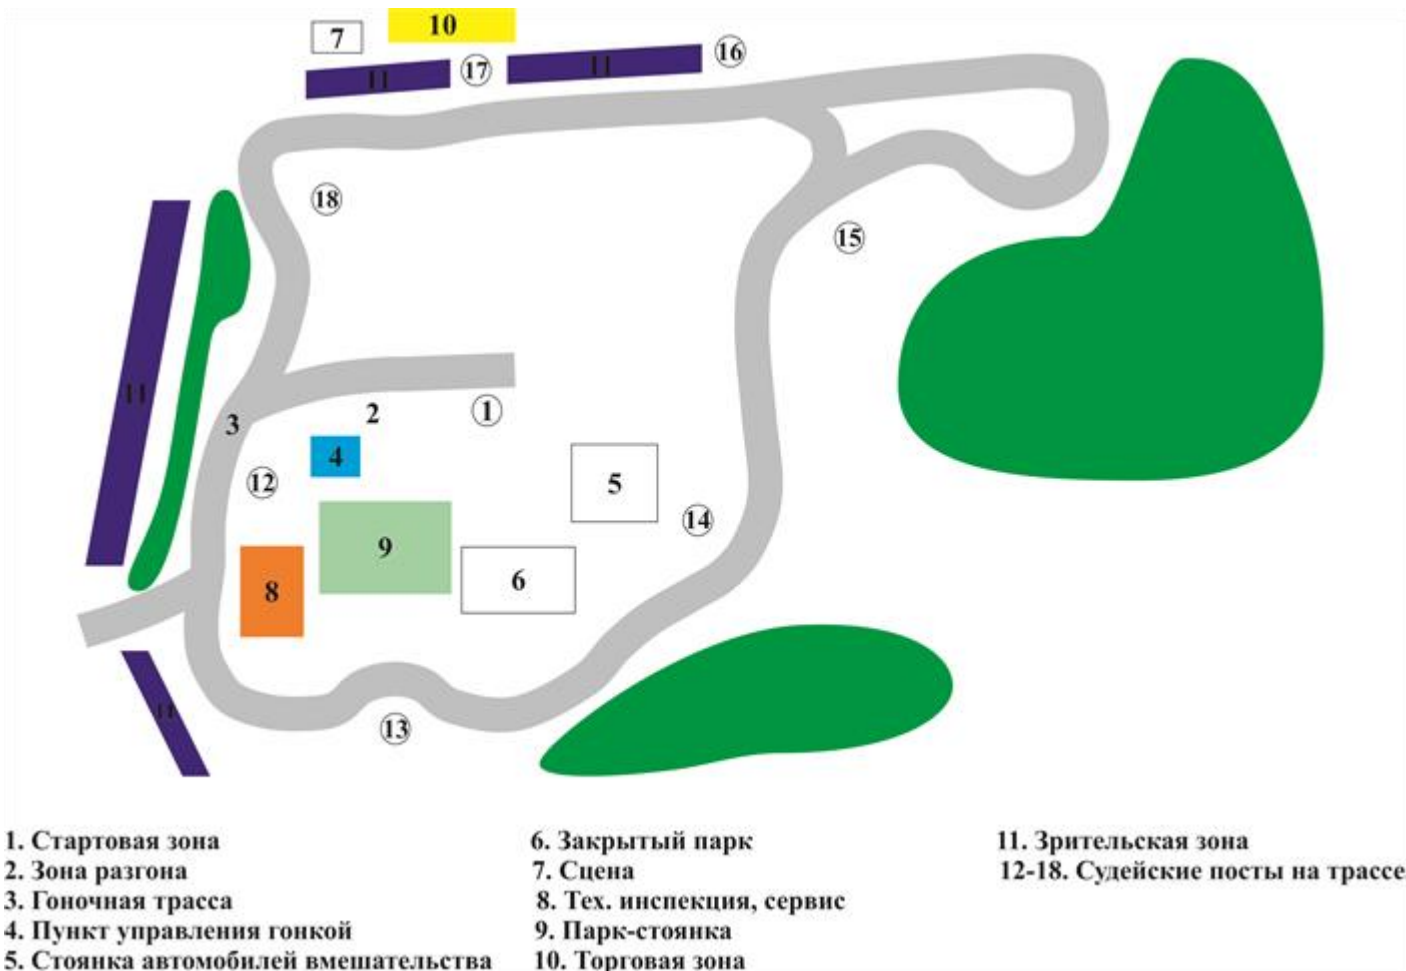 7
10
11
17
11
16
18
15
11
3
2
1
4
12
5
14
9
8
6
11
13
1. Стартовая зона
2. Зона разгона
3. Гоночная трасса
4. Пункт управления гонкой
5. Стоянка автомобилей вмешательства
6. Закрытый парк
7. Сцена
8. Тех. инспекция, сервис
9. Парк-стоянка
10. Торговая зона
11. Зрительская зона
12-18. Судейские посты на трассе